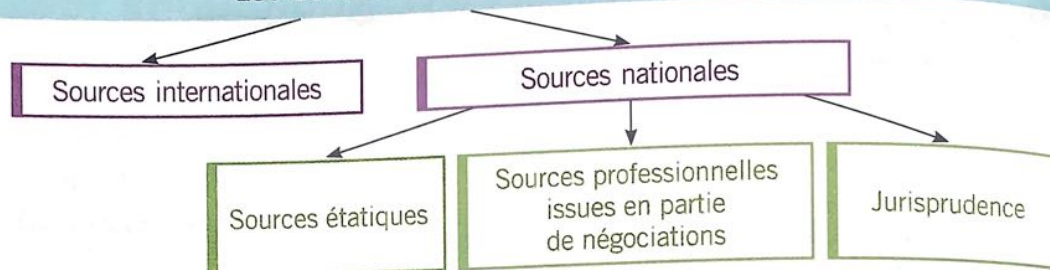 Sources internationales
Sources nationales
Sources étatiques
Sources professionnelles
issues en partie
de négociations
Jurisprudence